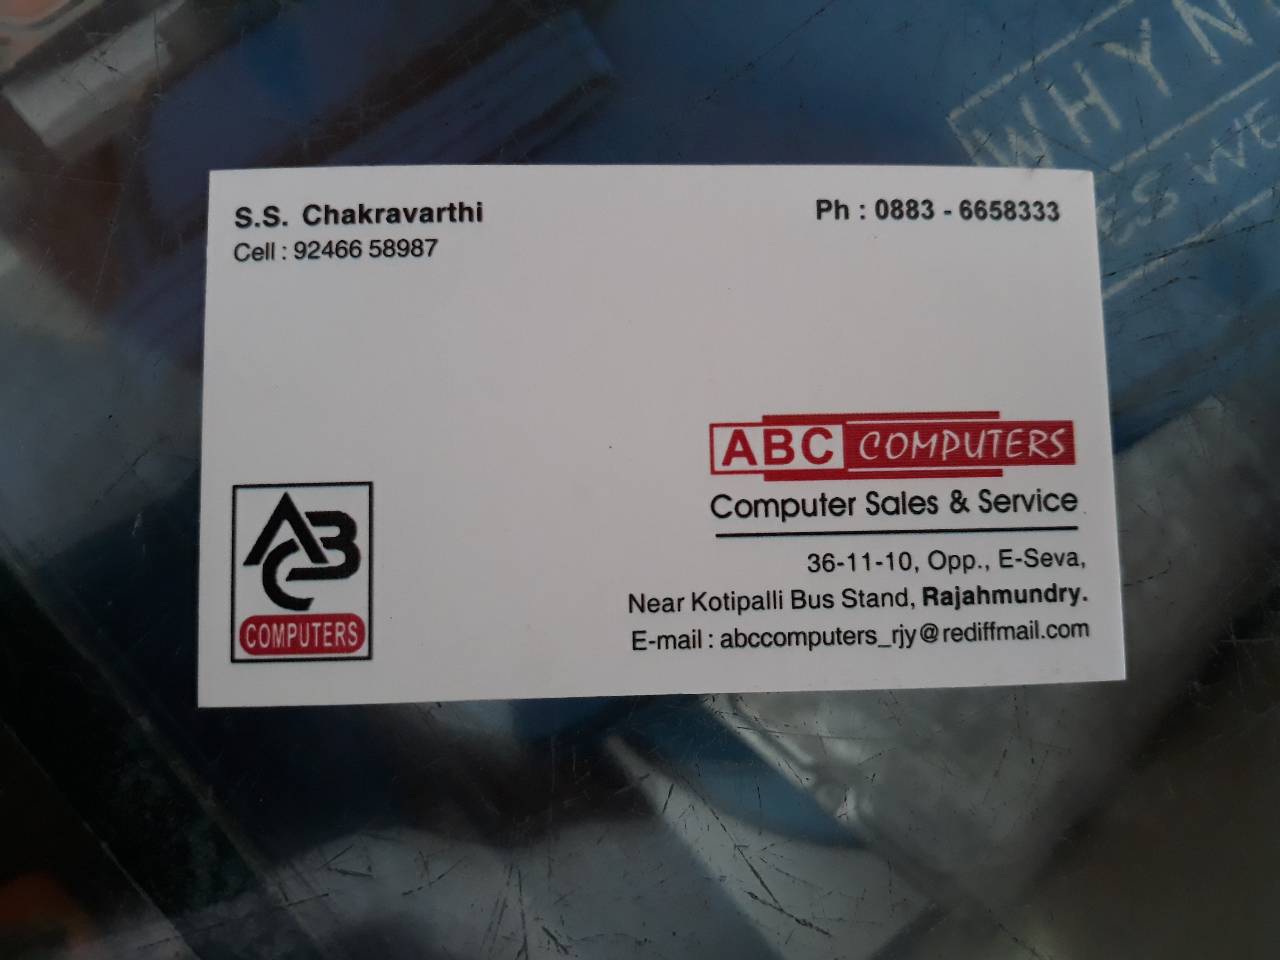 S.S. Chakravarthi
Cell : 92466 58987
Ph : 0883 - 6658333
ABC COMPUTERS
Computer Sales & Service
36-11-10, Opp., E-Seva,
Near Kotipalli Bus Stand, Rajahmundry.
E-mail : abccomputers_rjy@rediffmail.com
ABC
COMPUTERS